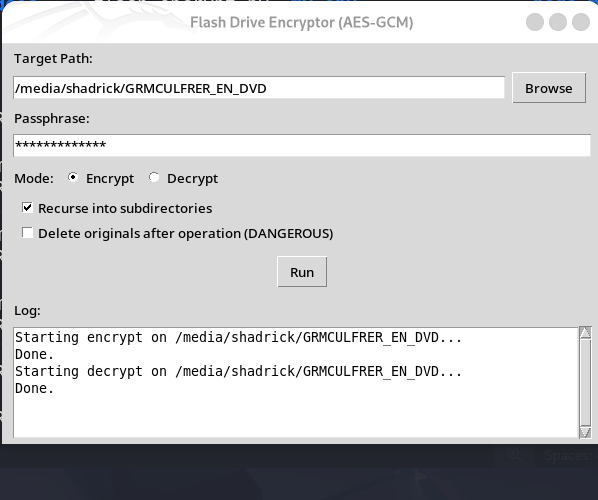 Flash Drive Encryptor (AES-GCM)
Target Path:
/media/shadrick/GRMCULFRER_EN_DVD
Browse
Passphrase:
*************
Mode: Encrypt Decrypt
Recurse into subdirectories
Delete originals after operation (DANGEROUS)
Run
Log:
Starting encrypt on /media/shadrick/GRMCULFRER_EN_DVD...
Done.
Starting decrypt on /media/shadrick/GRMCULFRER_EN_DVD...
Done.
Spaces: